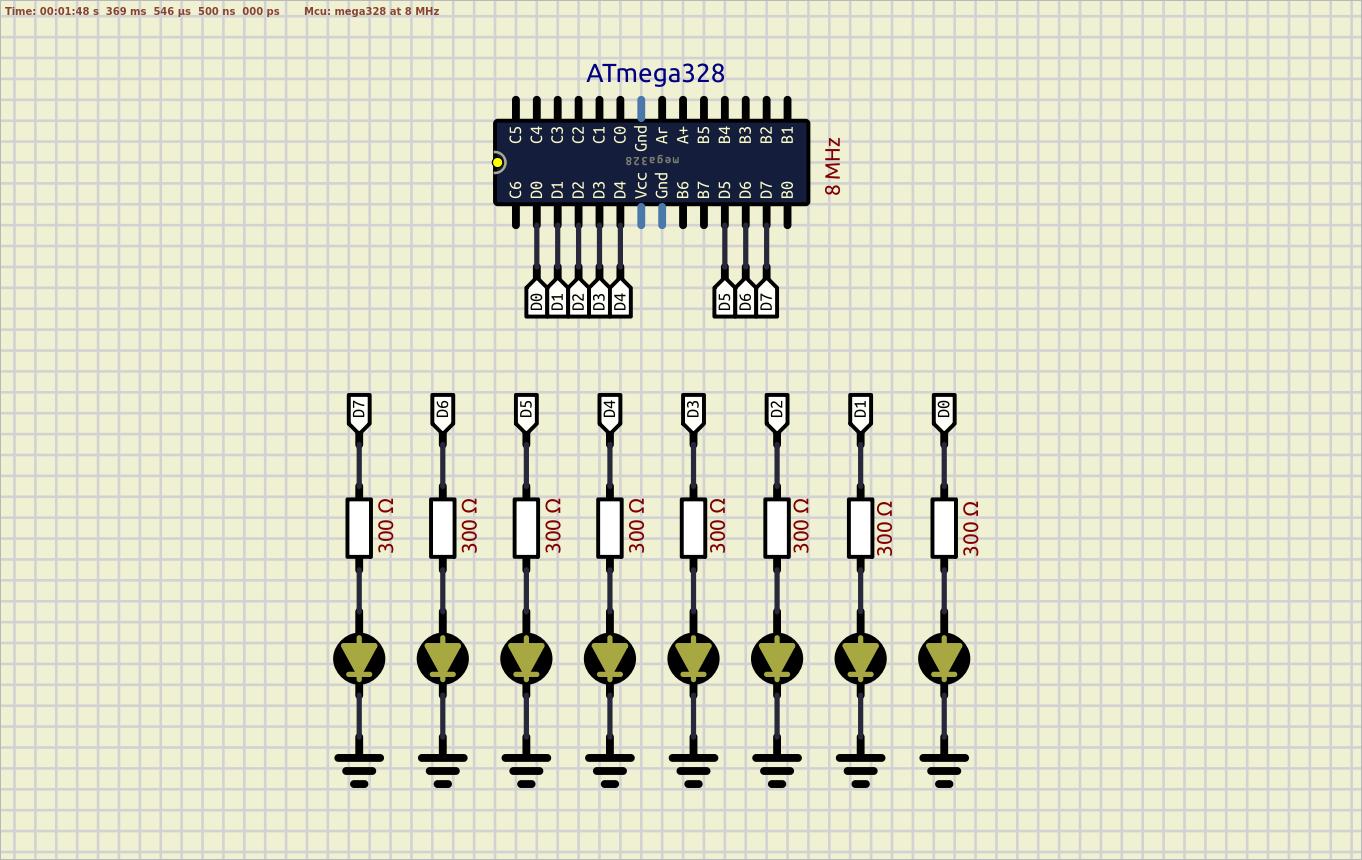 Time: 00:01:48 s 369 ms 546 µs 500 ns 000 ps Mcu: mega328 at 8 MHz
ATmega328
C5 C4 C3 C2 C1 C0 Gnd Ar A+ B5 B4 B3 B2 B1
mega328
8 MHz
C6 D0 D1 D2 D3 D4 Vcc Gnd B6 B7 D5 D6 D7 B0
D0 D1 D2 D3 D4 D5 D6 D7
D7 D6 D5 D4 D3 D2 D1 D0
300 Ω 300 Ω 300 Ω 300 Ω 300 Ω 300 Ω 300 Ω 300 Ω